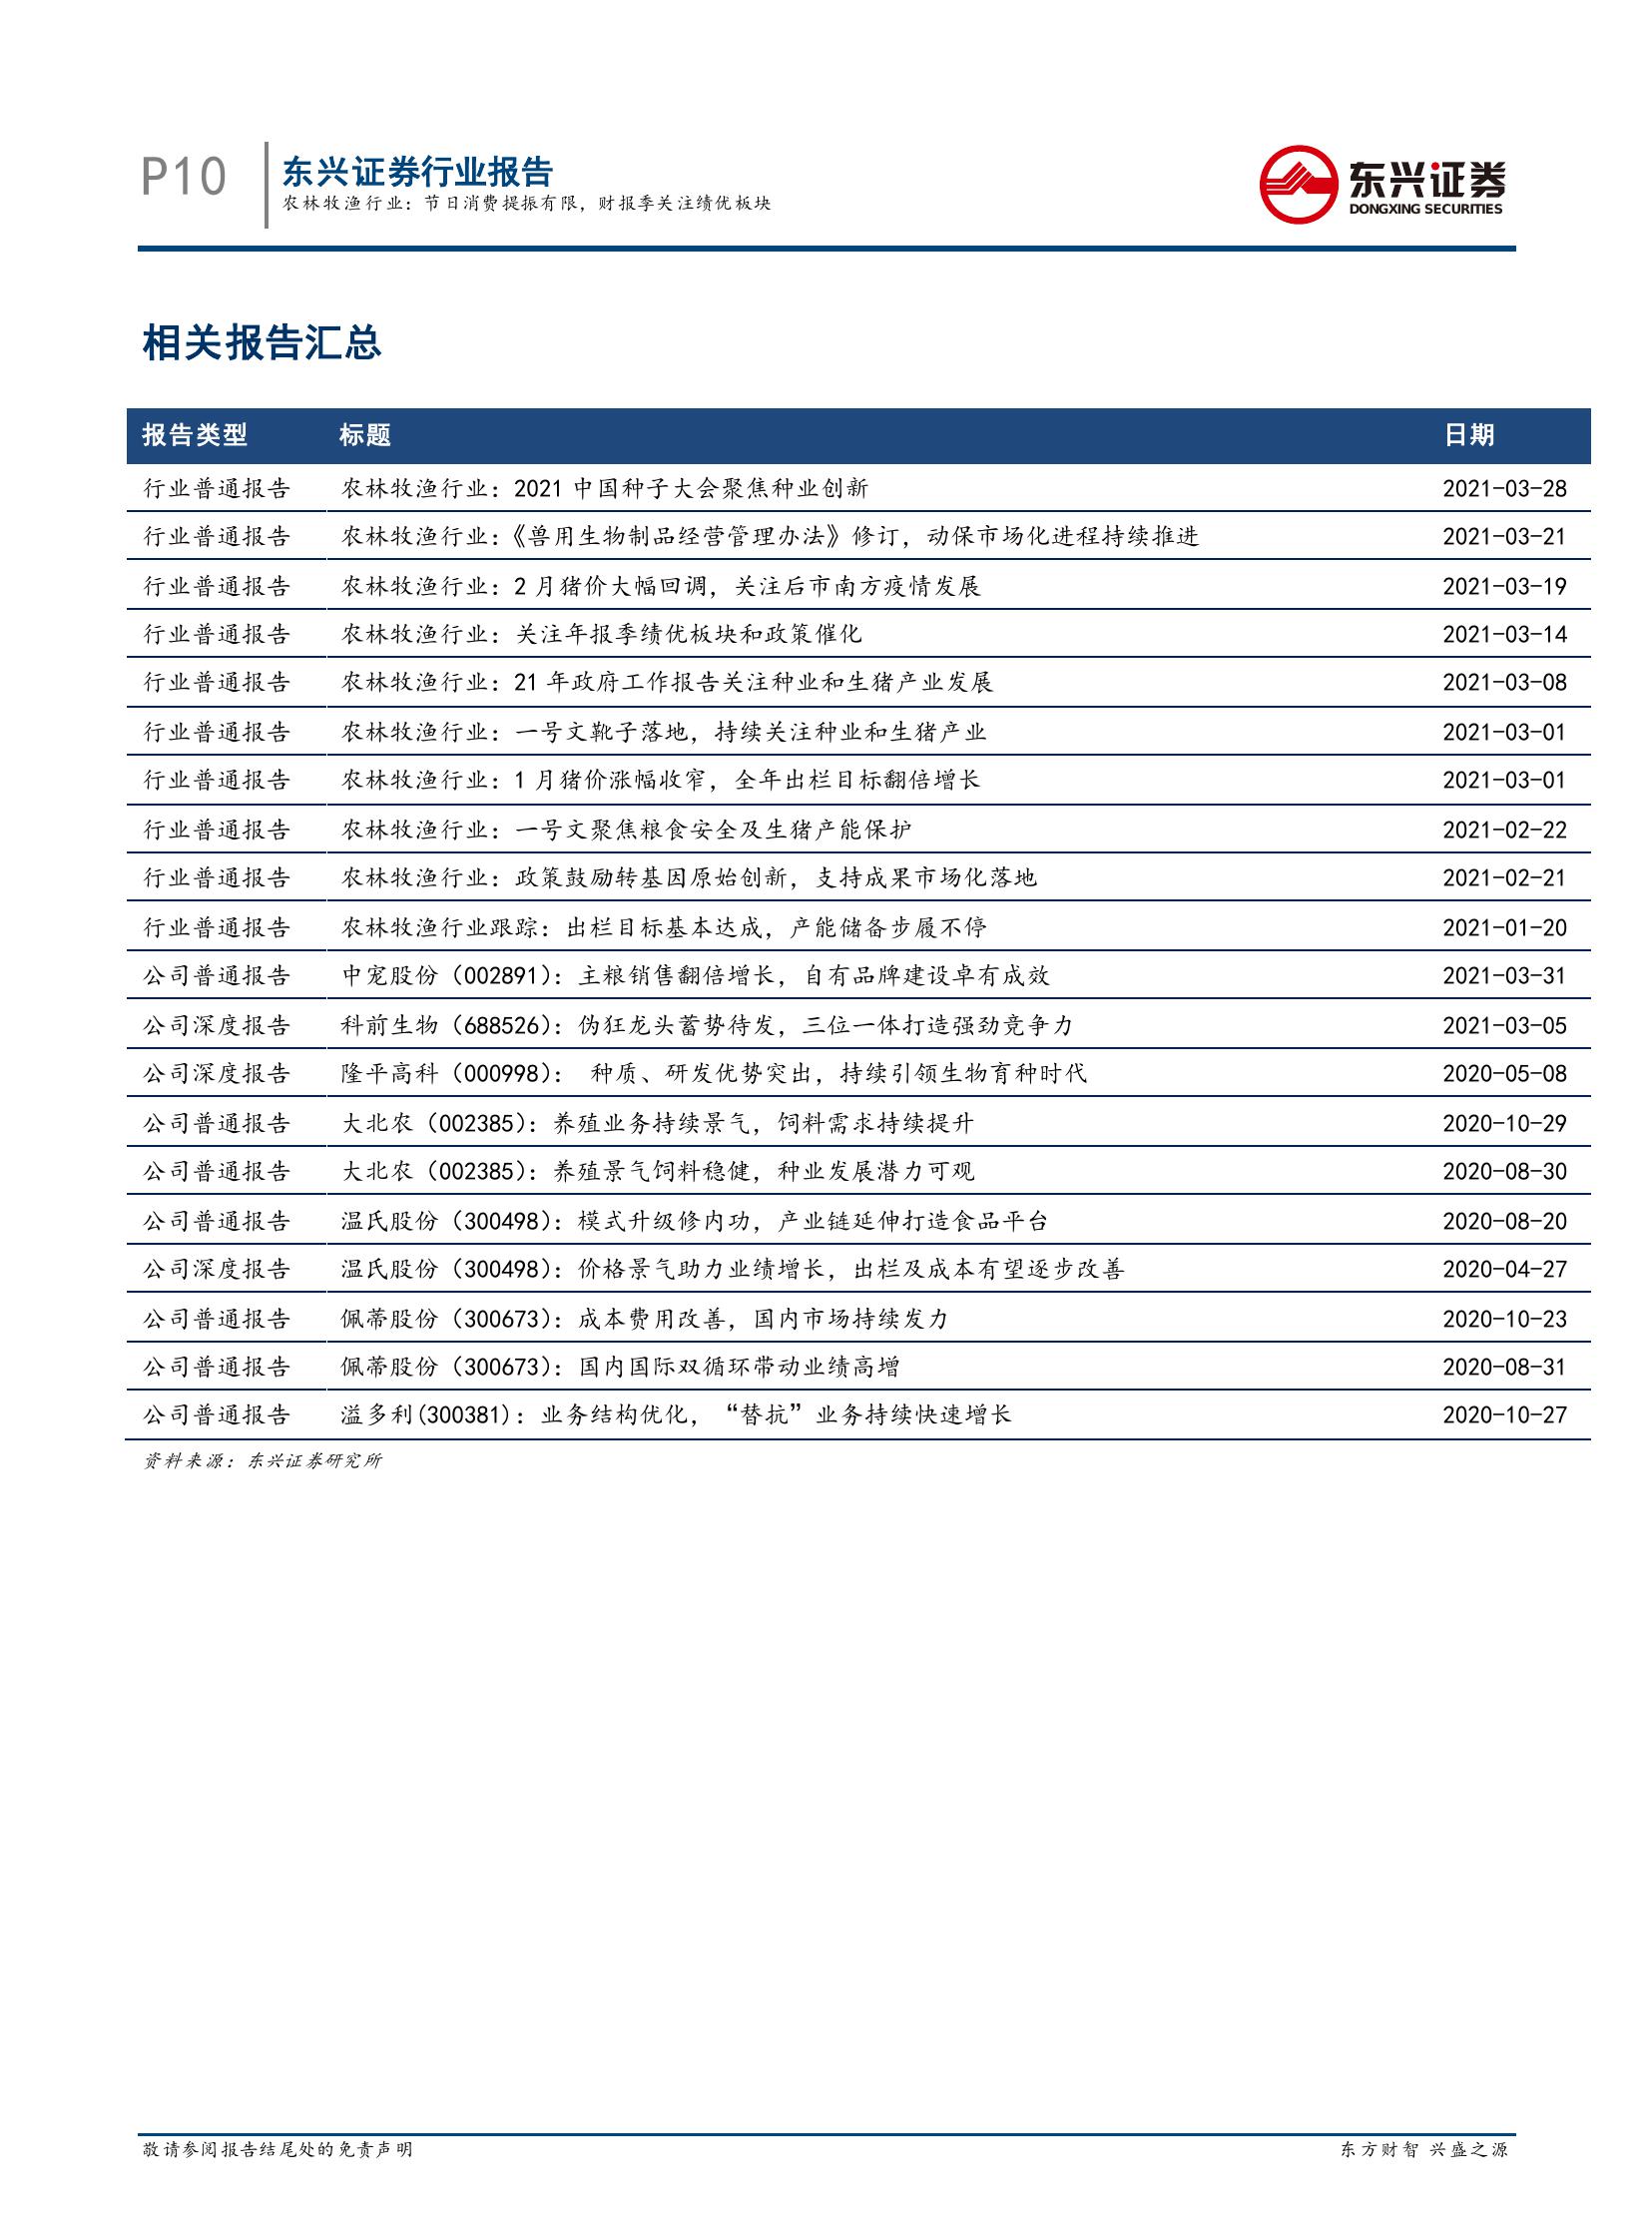 P10
东兴证券行业报告
农林牧渔行业：节日消费提振有限，财报季关注绩优板块
东兴证券
DONGXING SECURITIES
相关报告汇总
报告类型 标题 日期
行业普通报告 农林牧渔行业：2021 中国种子大会聚焦种业创新 2021-03-28
行业普通报告 农林牧渔行业：《兽用生物制品经营管理办法》修订，动保市场化进程持续推进 2021-03-21
行业普通报告 农林牧渔行业：2 月猪价大幅回调，关注后市南方疫情发展 2021-03-19
行业普通报告 农林牧渔行业：关注年报季绩优板块和政策催化 2021-03-14
行业普通报告 农林牧渔行业：21 年政府工作报告关注种业和生猪产业发展 2021-03-08
行业普通报告 农林牧渔行业：一号文靴子落地，持续关注种业和生猪产业 2021-03-01
行业普通报告 农林牧渔行业：1 月猪价涨幅收窄，全年出栏目标翻倍增长 2021-03-01
行业普通报告 农林牧渔行业：一号文聚焦粮食安全及生猪产能保护 2021-02-22
行业普通报告 农林牧渔行业：政策鼓励转基因原始创新，支持成果市场化落地 2021-02-21
行业普通报告 农林牧渔行业跟踪：出栏目标基本达成，产能储备步履不停 2021-01-20
公司普通报告 中宠股份（002891）：主粮销售翻倍增长，自有品牌建设卓有成效 2021-03-31
公司深度报告 科前生物（688526）：伪狂龙头蓄势待发，三位一体打造强劲竞争力 2021-03-05
公司深度报告 隆平高科（000998）： 种质、研发优势突出，持续引领生物育种时代 2020-05-08
公司普通报告 大北农（002385）：养殖业务持续景气，饲料需求持续提升 2020-10-29
公司普通报告 大北农（002385）：养殖景气饲料稳健，种业发展潜力可观 2020-08-30
公司普通报告 温氏股份（300498）：模式升级修内功，产业链延伸打造食品平台 2020-08-20
公司深度报告 温氏股份（300498）：价格景气助力业绩增长，出栏及成本有望逐步改善 2020-04-27
公司普通报告 佩蒂股份（300673）：成本费用改善，国内市场持续发力 2020-10-23
公司普通报告 佩蒂股份（300673）：国内国际双循环带动业绩高增 2020-08-31
公司普通报告 溢多利(300381)：业务结构优化，“替抗”业务持续快速增长 2020-10-27
资料来源：东兴证券研究所
敬请参阅报告结尾处的免责声明 东方财智 兴盛之源